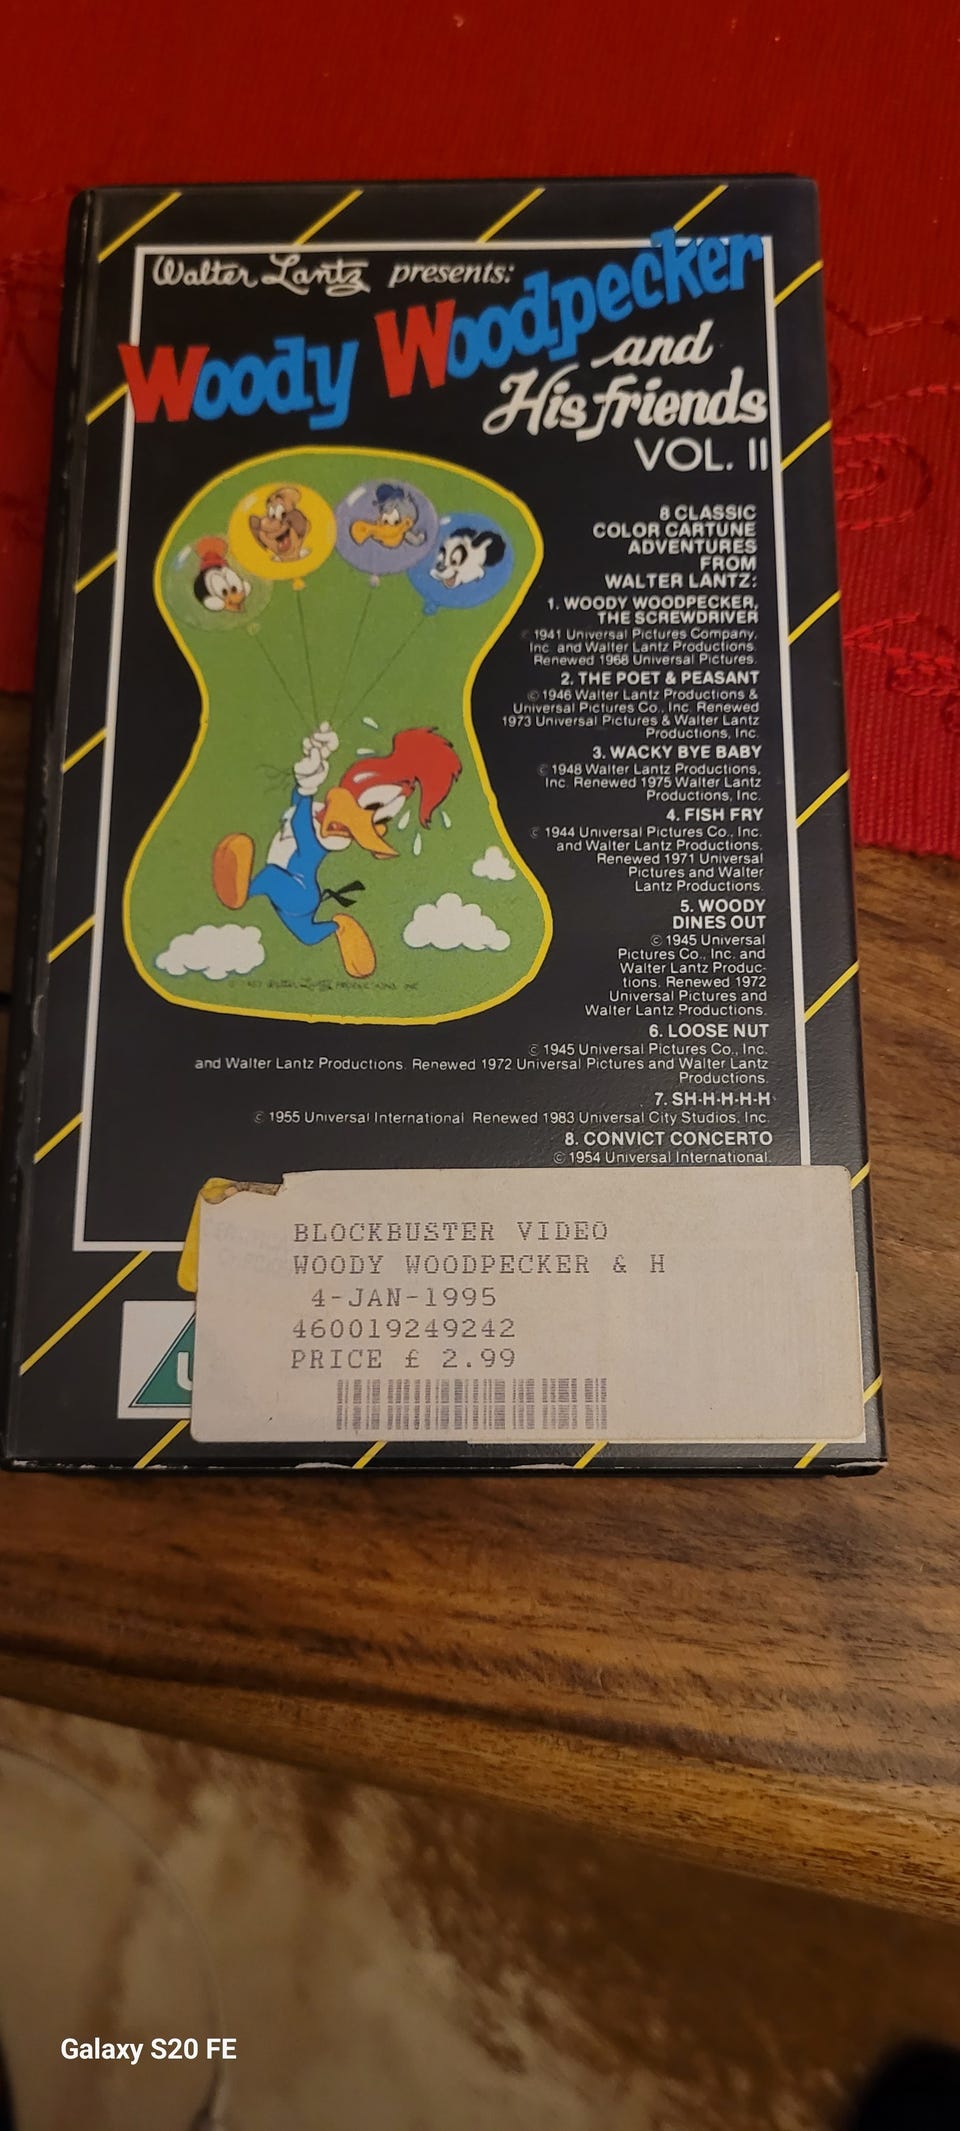 Walter Lantz presents:
Woody Woodpecker
and
His friends
VOL. II
8 CLASSIC
COLOR CARTUNE
ADVENTURES
FROM
WALTER LANTZ:
1. WOODY WOODPECKER,
THE SCREWDRIVER
© 1941 Universal Pictures Company,
Inc. and Walter Lantz Productions.
Renewed 1968 Universal Pictures.
2. THE POET & PEASANT
© 1946 Walter Lantz Productions &
Universal Pictures Co., Inc. Renewed
1973 Universal Pictures & Walter Lantz
Productions, Inc.
3. WACKY BYE BABY
© 1948 Walter Lantz Productions,
Inc. Renewed 1975 Walter Lantz
Productions, Inc.
4. FISH FRY
© 1944 Universal Pictures Co., Inc.
and Walter Lantz Productions.
Renewed 1971 Universal
Pictures and Walter
Lantz Productions.
5. WOODY
DINES OUT
© 1945 Universal
Pictures Co., Inc. and
Walter Lantz Produc-
tions. Renewed 1972
Universal Pictures and
Walter Lantz Productions.
Walter Lantz PRODUCTIONS INC
6. LOOSE NUT
© 1945 Universal Pictures Co., Inc.
and Walter Lantz Productions. Renewed 1972 Universal Pictures and Walter Lantz
Productions.
7. SH-H-H-H-H
© 1955 Universal International. Renewed 1983 Universal City Studios, Inc.
8. CONVICT CONCERTO
© 1954 Universal International.
BLOCKBUSTER VIDEO
WOODY WOODPECKER & H
4-JAN-1995
460019249242
PRICE £ 2.99
U
Galaxy S20 FE